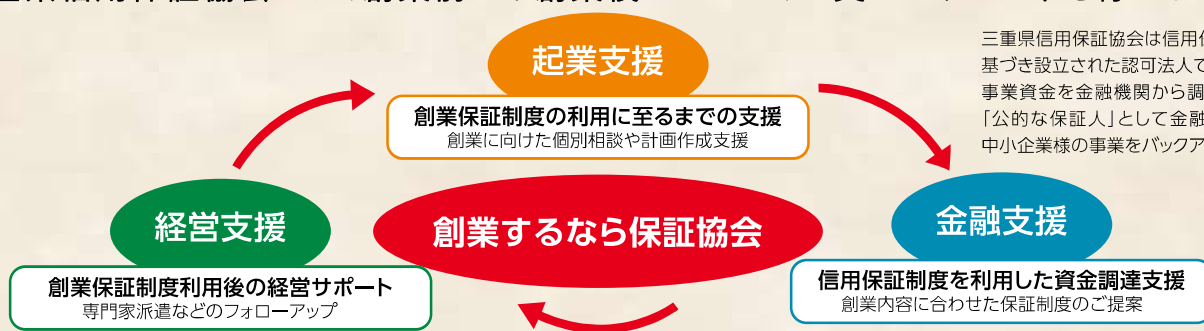 起業支援
創業保証制度の利用に至るまでの支援
創業に向けた個別相談や計画作成支援
三重県信用保証協会は信用
基づき設立された認可法人で
事業資金を金融機関から調
「公的な保証人」として金融
中小企業様の事業をバックア
経営支援
創業保証制度利用後の経営サポート
専門家派遣などのフォローアップ
創業するなら保証協会
金融支援
信用保証制度を利用した資金調達支援
創業内容に合わせた保証制度のご提案